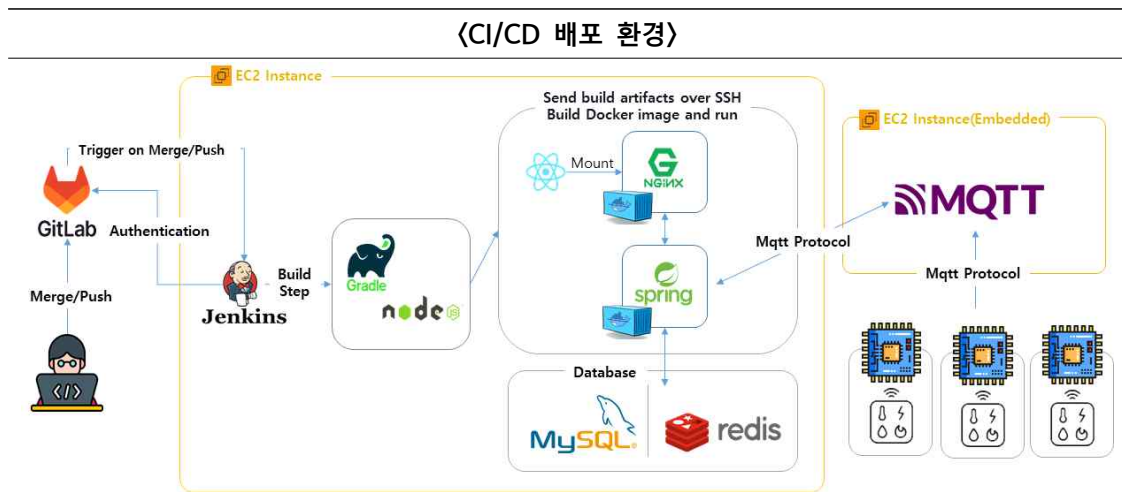 <CI/CD 배포 환경>
EC2 Instance
Send build artifacts over SSH
Build Docker image and run
EC2 Instance(Embedded)
Trigger on Merge/Push
Mount
NGiNX
MQTT
GitLab
Authentication
Mqtt Protocol
Gradle
Build
Step
spring
Mqtt Protocol
Merge/Push
node
JS
Jenkins
Database
MySQL
redis